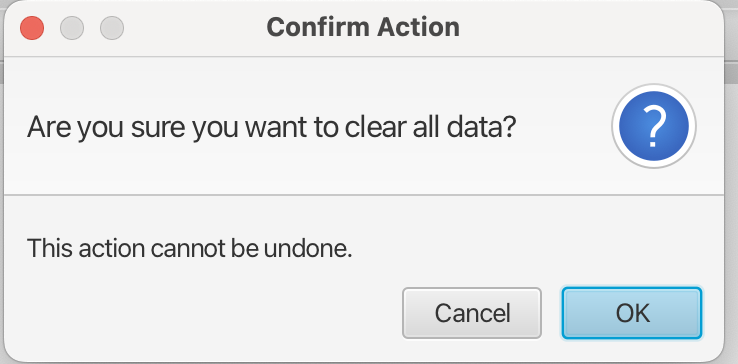 Confirm Action
Are you sure you want to clear all data?
?
This action cannot be undone.
Cancel OK